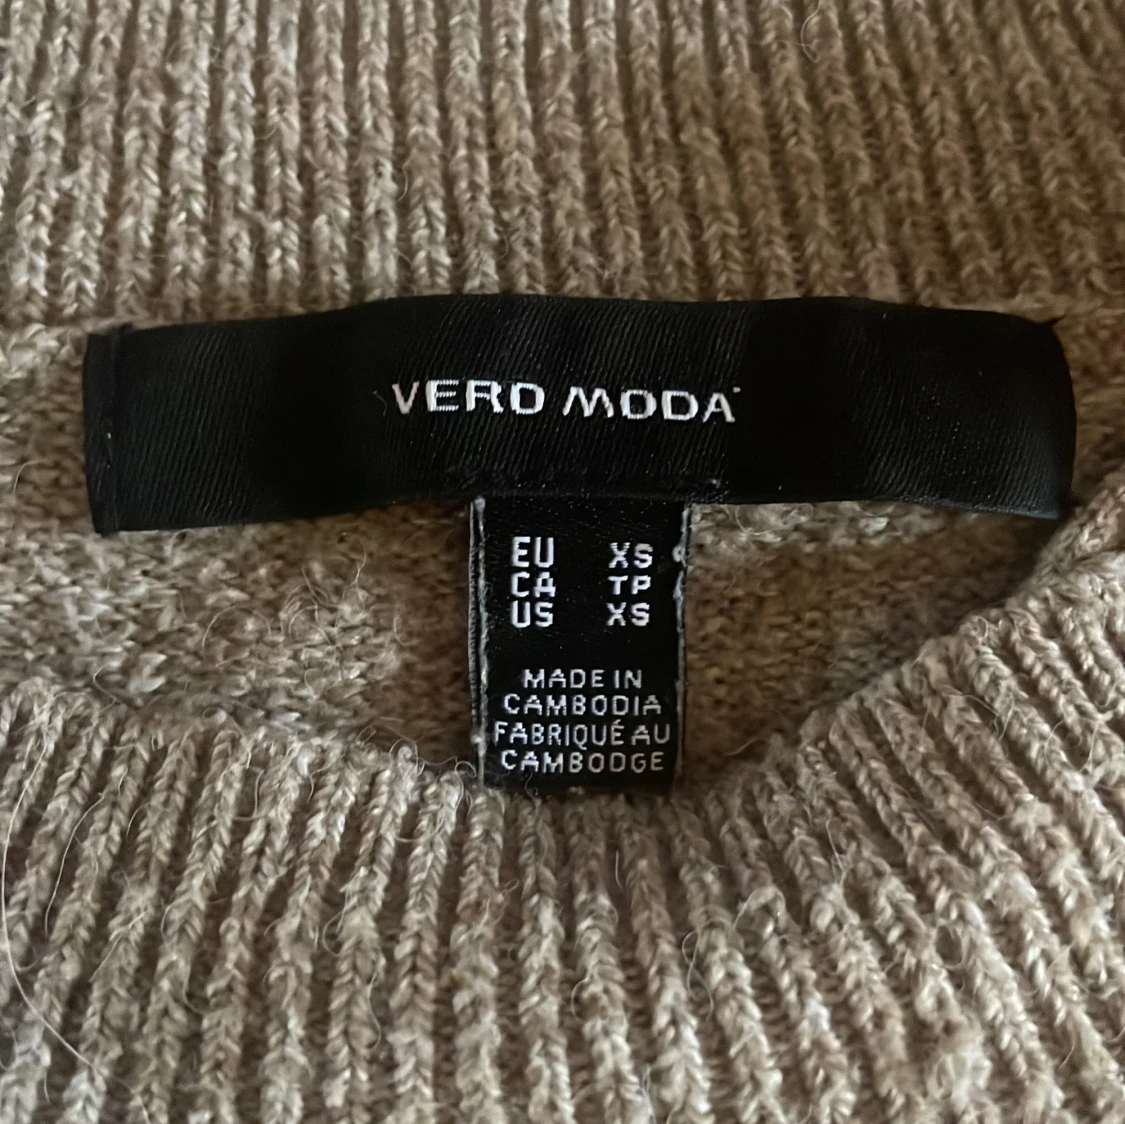 VERO MODA
EU XS
CA TP
US XS
MADE IN
CAMBODIA
FABRIQUÉ AU
CAMBODGE